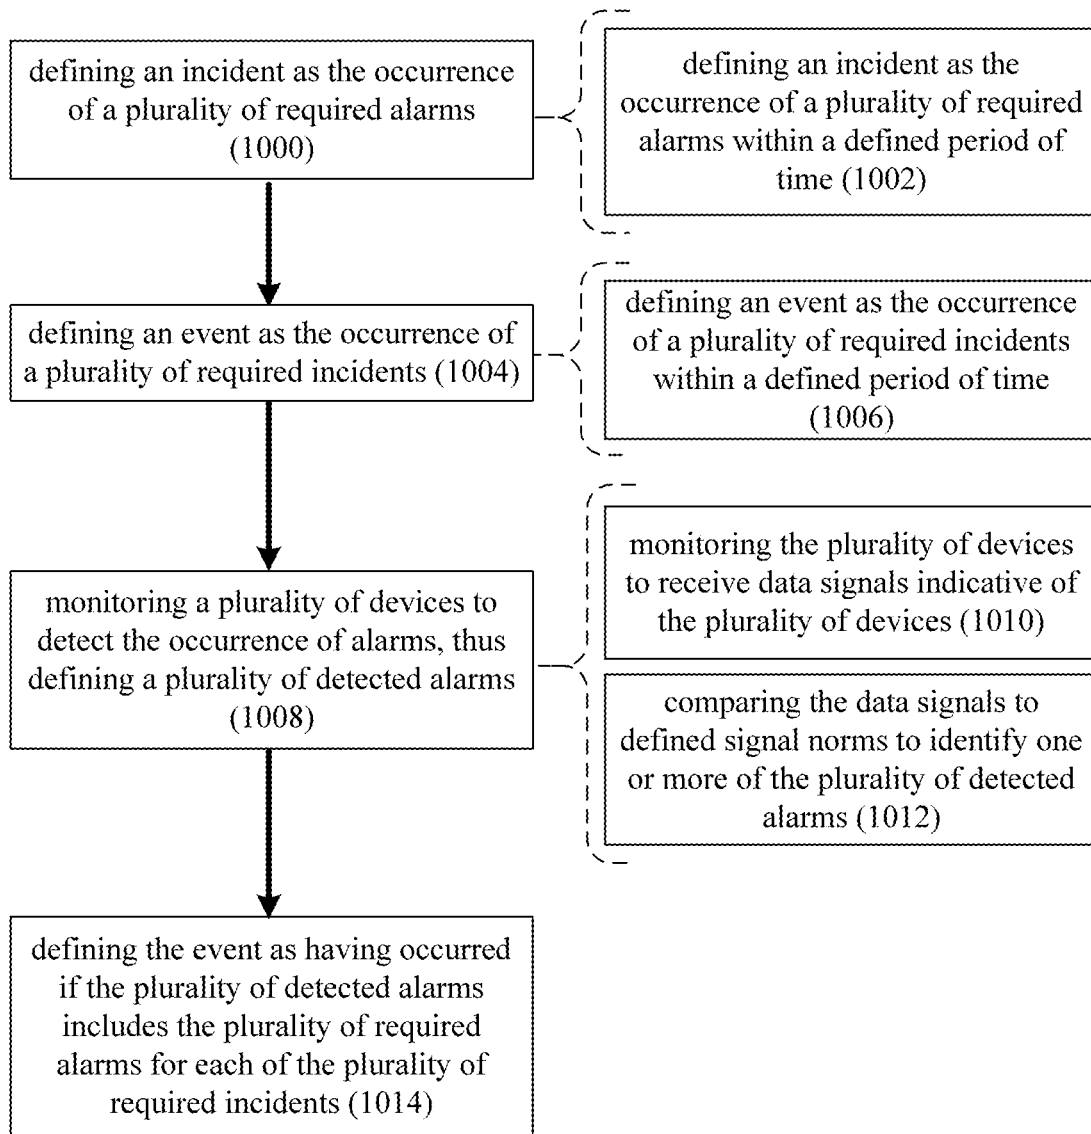 defining an incident as the occurrence
of a plurality of required alarms
(1000)
defining an incident as the
occurrence of a plurality of required
alarms within a defined period of
time (1002)
defining an event as the occurrence of
a plurality of required incidents (1004)
defining an event as the occurrence
of a plurality of required incidents
within a defined period of time
(1006)
monitoring a plurality of devices to
detect the occurrence of alarms, thus
defining a plurality of detected alarms
(1008)
monitoring the plurality of devices
to receive data signals indicative of
the plurality of devices (1010)
comparing the data signals to
defined signal norms to identify one
or more of the plurality of detected
alarms (1012)
defining the event as having occurred
if the plurality of detected alarms
includes the plurality of required
alarms for each of the plurality of
required incidents (1014)